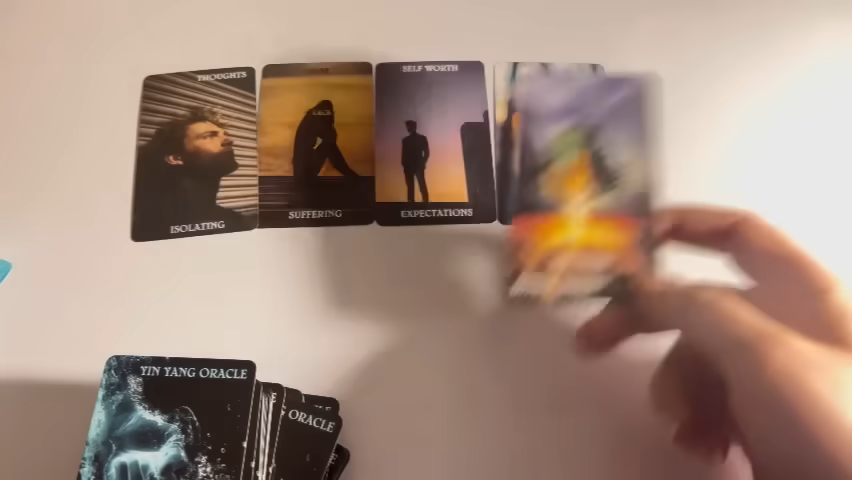 THOUGHTS
ISOLATING
SUFFERING
SELF WORTH
EXPECTATIONS
YIN YANG ORACLE
ORACLE